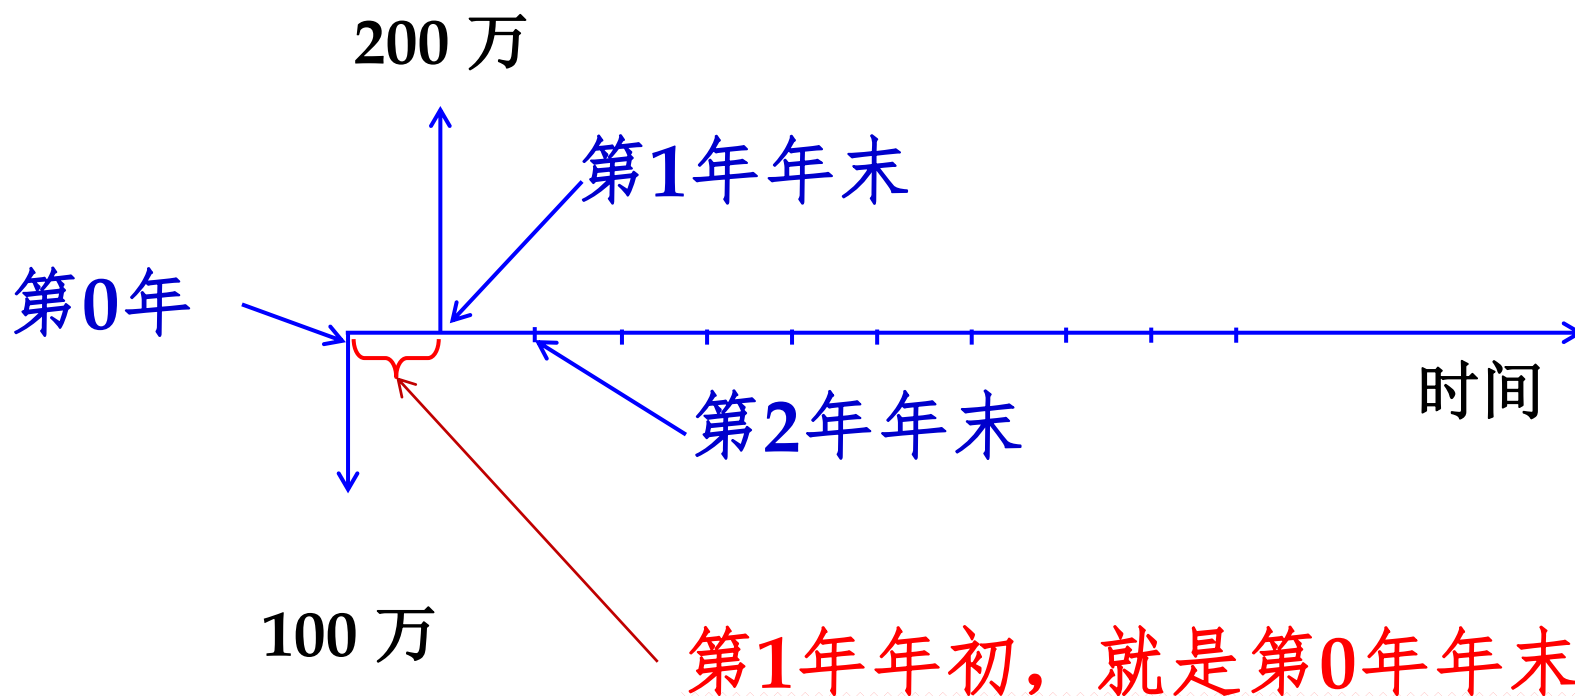 200 万
第1年年末
第0年
时间
第2年年末
100 万
第1年年初，就是第0年年末